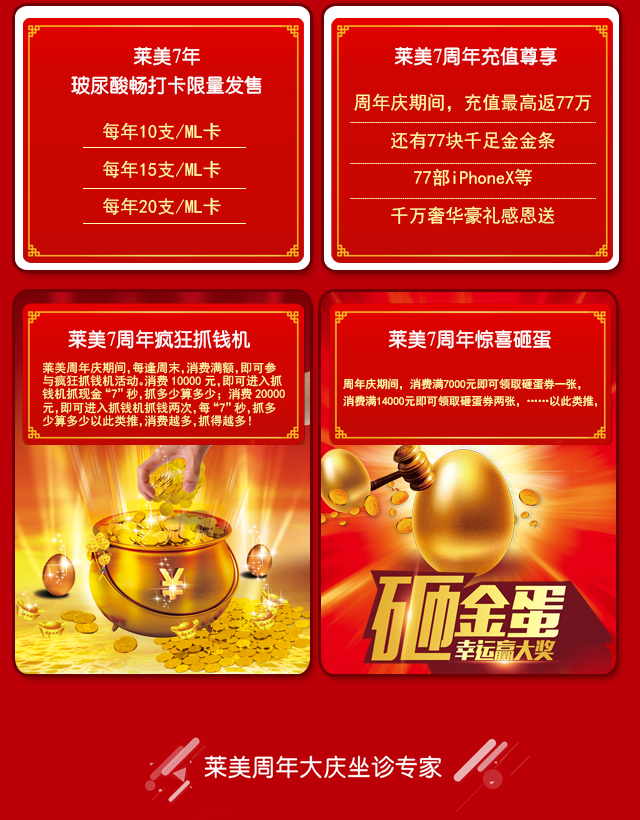 莱美7年
玻尿酸畅打卡限量发售
每年10支/ML卡
每年15支/ML卡
每年20支/ML卡
莱美7周年充值尊享
周年庆期间，充值最高返77万
还有77块千足金金条
77部iPhoneX等
千万奢华豪礼感恩送
莱美7周年疯狂抓钱机
莱美周年庆期间，每逢周末，消费满额，即可参
与疯狂抓钱机活动。消费 10000 元，即可进入抓
钱机抓现金“7”秒，抓多少算多少；消费 20000
元，即可进入抓钱机抓钱两次，每“7”秒，抓多
少算多少以此类推，消费越多，抓得越多！
¥
莱美7周年惊喜砸蛋
周年庆期间，消费满7000元即可领取砸蛋券一张，
消费满14000元即可领取砸蛋券两张，……以此类推，
砸金蛋
幸运赢大奖
莱美周年大庆坐诊专家